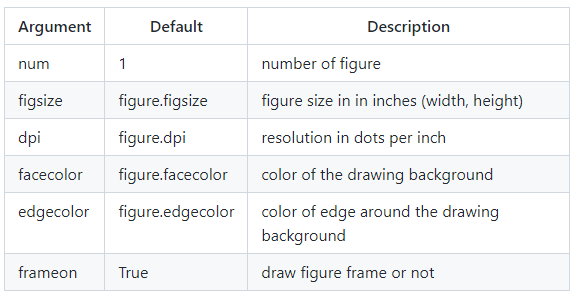 Argument Default Description
num 1 number of figure
figsize figure.figsize figure size in in inches (width, height)
dpi figure.dpi resolution in dots per inch
facecolor figure.facecolor color of the drawing background
edgecolor figure.edgecolor color of edge around the drawing
background
frameon True draw figure frame or not